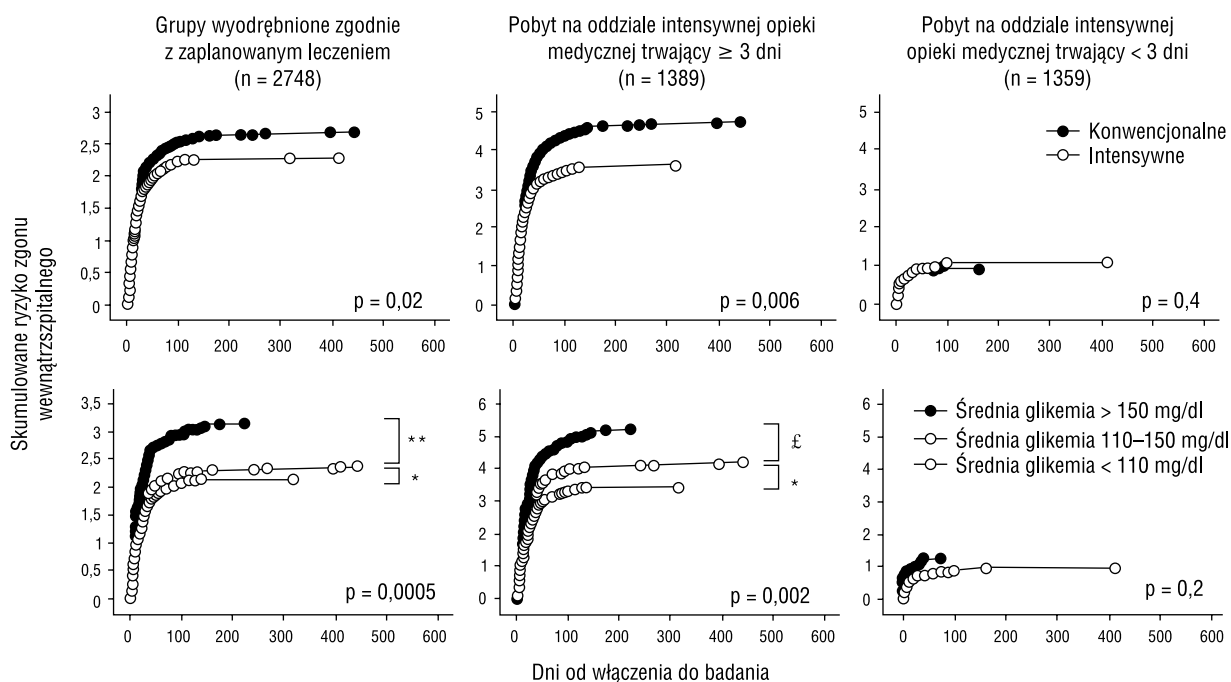 Grupy wyodrębnione zgodnie
z zaplanowanym leczeniem
(n = 2748)
Pobyt na oddziale intensywnej opieki
medycznej trwający ≥ 3 dni
(n = 1389)
Pobyt na oddziale intensywnej
opieki medycznej trwający < 3 dni
(n = 1359)
Skumulowane ryzyko zgonu
wewnątrzszpitalnego
3
2,5
2
1,5
1
0,5
0
p = 0,02
0 100 200 300 400 500 600
5
4
3
2
1
0
p = 0,006
0 100 200 300 400 500 600
5
4
3
2
1
0
Konwencjonalne
Intensywne
p = 0,4
0 100 200 300 400 500 600
3,5
3
2,5
2
1,5
1
0,5
0
**
*
p = 0,0005
0 100 200 300 400 500 600
6
5
4
3
2
1
0
£
*
p = 0,002
0 100 200 300 400 500 600
6
5
4
3
2
1
0
Średnia glikemia > 150 mg/dl
Średnia glikemia 110–150 mg/dl
Średnia glikemia < 110 mg/dl
p = 0,2
0 100 200 300 400 500 600
Dni od włączenia do badania